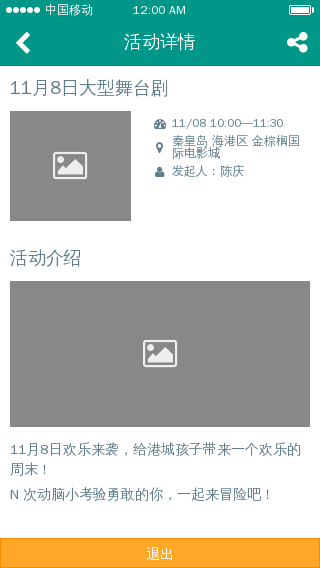 中国移动 12:00 AM
活动详情
11月8日大型舞台剧
11/08 10:00—11:30
秦皇岛 海港区 金棕榈国
际电影城
发起人：陈庆
活动介绍
11月8日欢乐来袭，给港城孩子带来一个欢乐的
周末！
N 次动脑小考验勇敢的你，一起来冒险吧！
退出